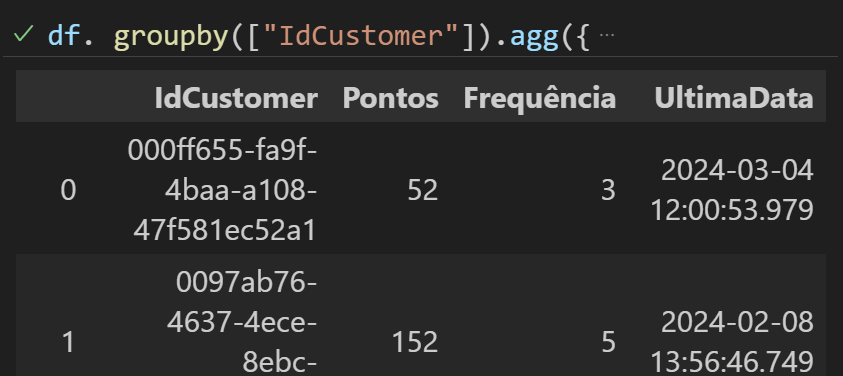 df. groupby(["IdCustomer"]).agg({ ···
IdCustomer Pontos Frequência UltimaData
000ff655-fa9f-
4baa-a108-
47f581ec52a1
0 52 3
2024-03-04
12:00:53.979
0097ab76-
4637-4ece-
8ebc-
1 152 5
2024-02-08
13:56:46.749